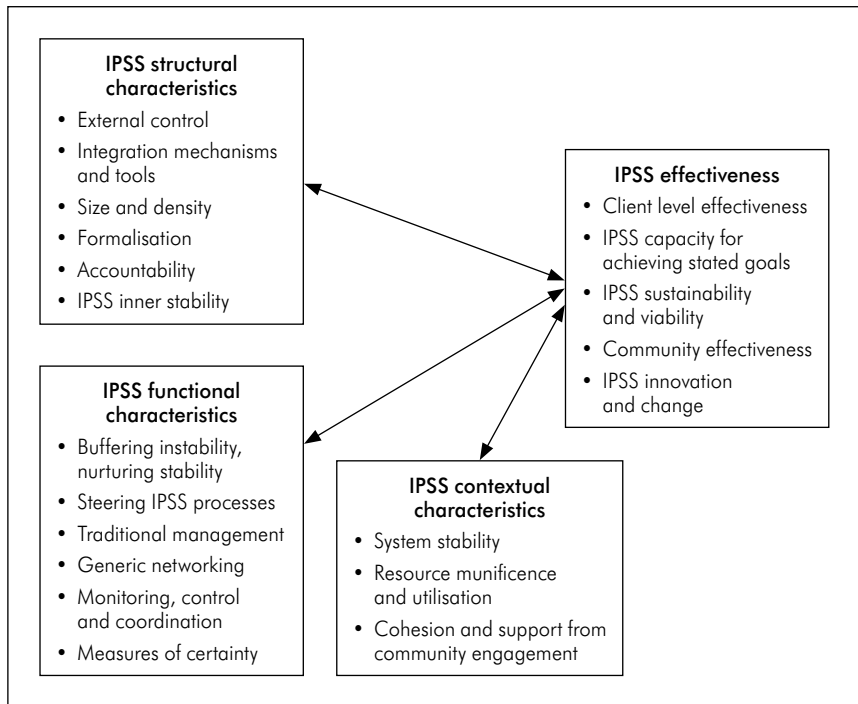 IPSS structural
characteristics
• External control
• Integration mechanisms
and tools
• Size and density
• Formalisation
• Accountability
• IPSS inner stability
IPSS effectiveness
• Client level effectiveness
• IPSS capacity for
achieving stated goals
• IPSS sustainability
and viability
• Community effectiveness
• IPSS innovation
and change
IPSS functional
characteristics
• Buffering instability,
nurturing stability
• Steering IPSS processes
• Traditional management
• Generic networking
• Monitoring, control
and coordination
• Measures of certainty
IPSS contextual
characteristics
• System stability
• Resource munificence
and utilisation
• Cohesion and support from
community engagement